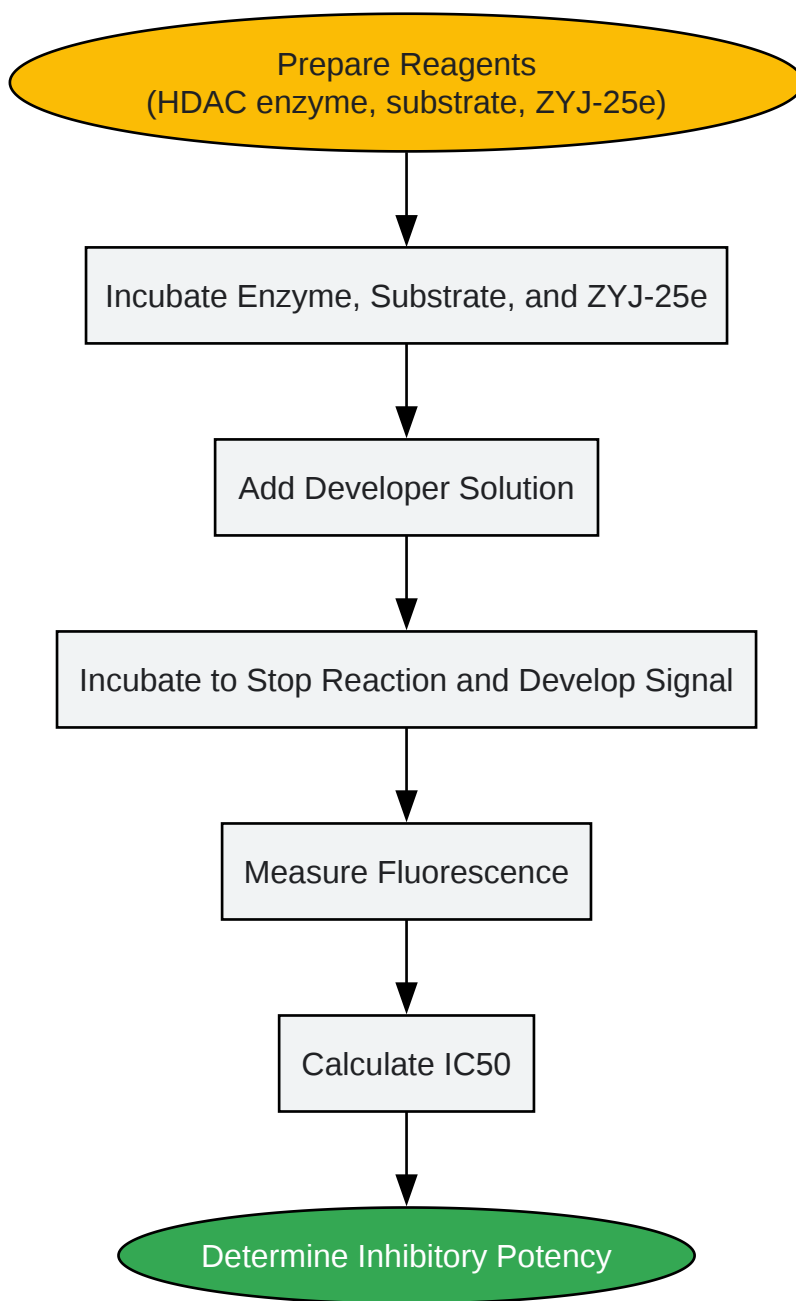 Prepare Reagents
(HDAC enzyme, substrate, ZYJ-25e)
Incubate Enzyme, Substrate, and ZYJ-25e
Add Developer Solution
Incubate to Stop Reaction and Develop Signal
Measure Fluorescence
Calculate IC50
Determine Inhibitory Potency